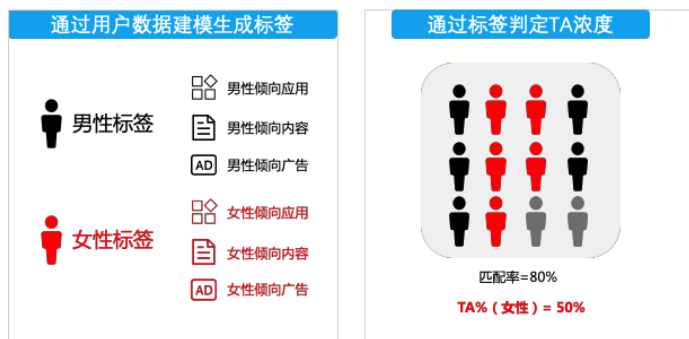 通过用户数据建模生成标签
男性标签
男性倾向应用
男性倾向内容
AD 男性倾向广告
女性标签
女性倾向应用
女性倾向内容
AD 女性倾向广告
通过标签判定TA浓度
匹配率=80%
TA%（女性）= 50%